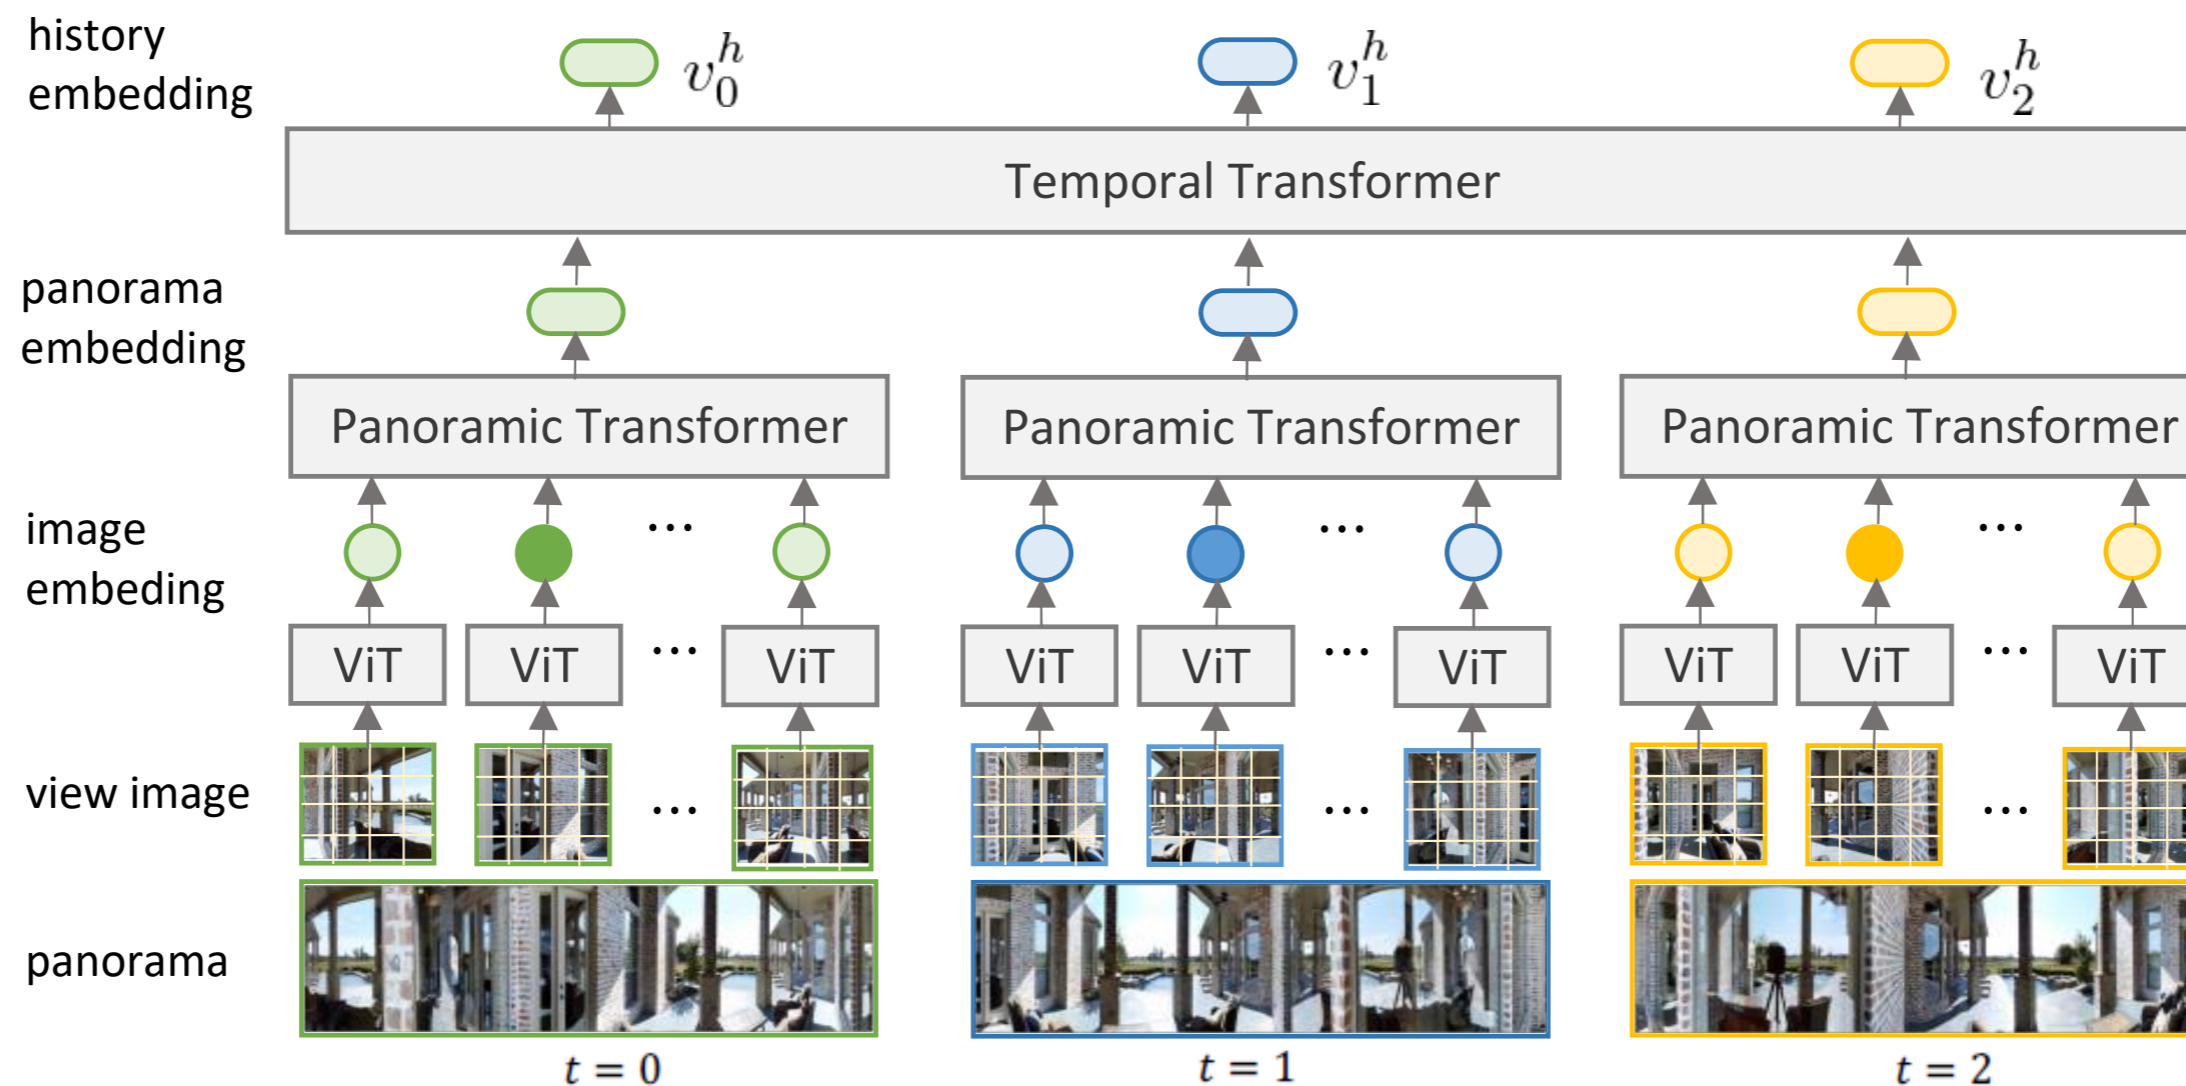 history
embedding
v_0^h
v_1^h
v_2^h
Temporal Transformer
panorama
embedding
Panoramic Transformer
Panoramic Transformer
Panoramic Transformer
image
embeding
...
...
...
ViT
ViT
...
ViT
ViT
ViT
...
ViT
ViT
ViT
...
ViT
view image
...
...
...
panorama
t = 0
t = 1
t = 2